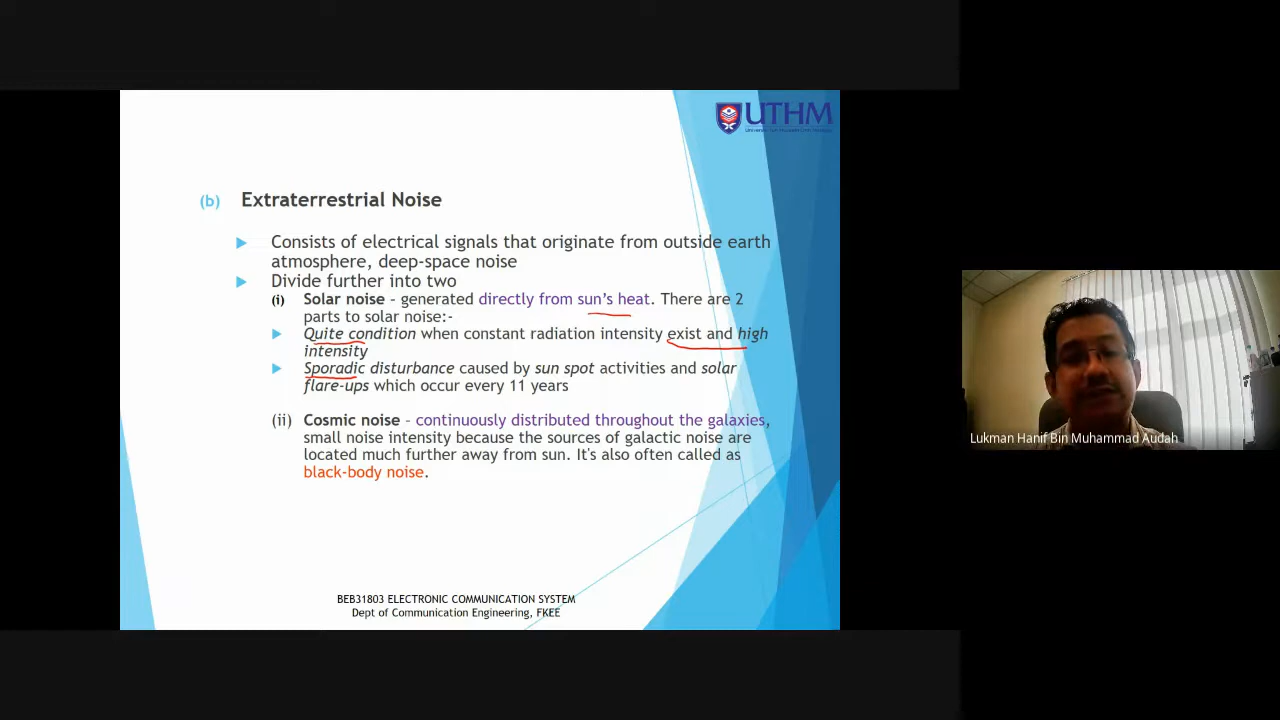 UTHM
(b) Extraterrestrial Noise
Consists of electrical signals that originate from outside earth
atmosphere, deep-space noise
Divide further into two
(i) Solar noise – generated directly from sun's heat. There are 2
parts to solar noise:-
Quite condition when constant radiation intensity exist and high
intensity
Sporadic disturbance caused by sun spot activities and solar
flare-ups which occur every 11 years
(ii) Cosmic noise – continuously distributed throughout the galaxies,
small noise intensity because the sources of galactic noise are
located much further away from sun. It's also often called as
black-body noise.
BEB31803 ELECTRONIC COMMUNICATION SYSTEM
Dept of Communication Engineering, FKEE
Lukman Hanif Bin Muhammad Audah